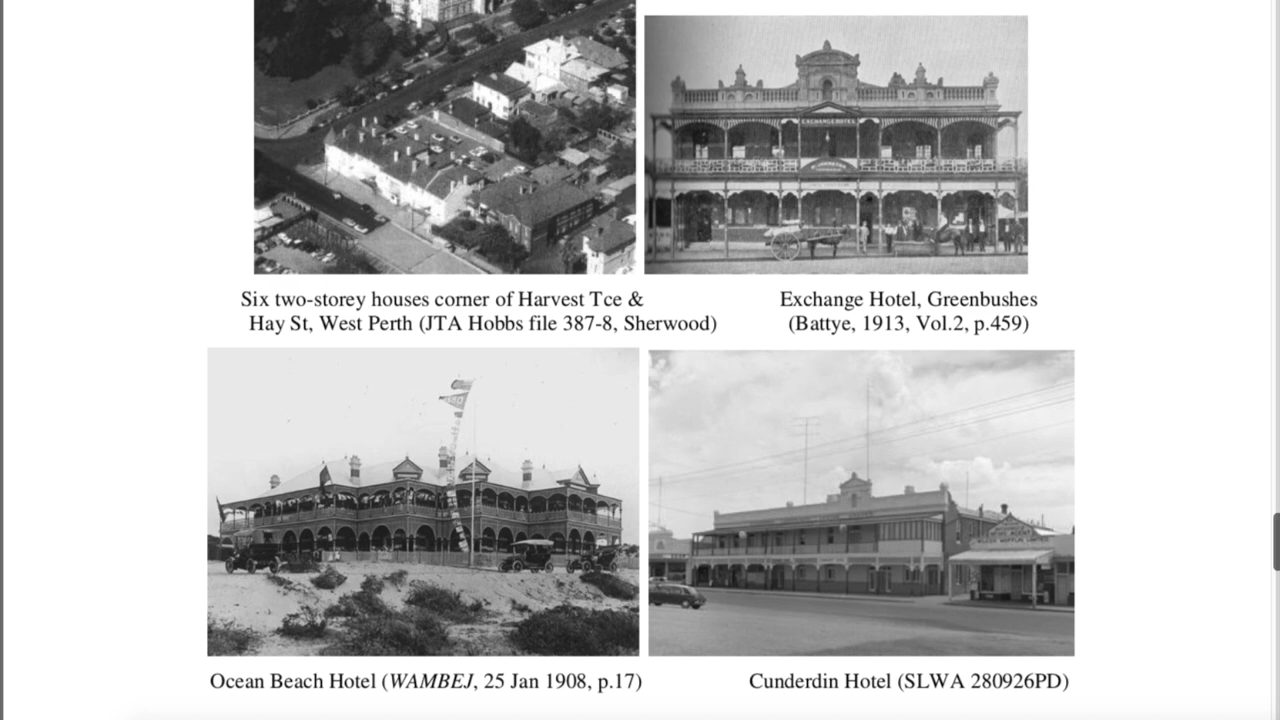 EXCHANGE HOTEL
Six two-storey houses corner of Harvest Tce &
Hay St, West Perth (JTA Hobbs file 387-8, Sherwood)
Exchange Hotel, Greenbushes
(Battye, 1913, Vol.2, p.459)
Ocean Beach Hotel (WAMBEJ, 25 Jan 1908, p.17)
Cunderdin Hotel (SLWA 280926PD)